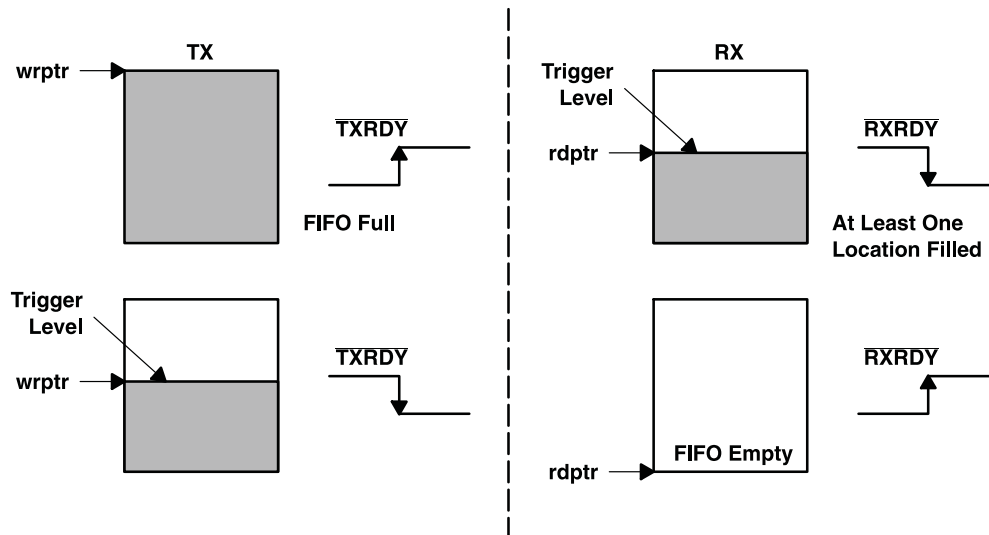 TX
wrptr
TXRDY
FIFO Full
Trigger
Level
wrptr
TXRDY
RX
Trigger
Level
rdptr
RXRDY
At Least One
Location Filled
RXRDY
FIFO Empty
rdptr